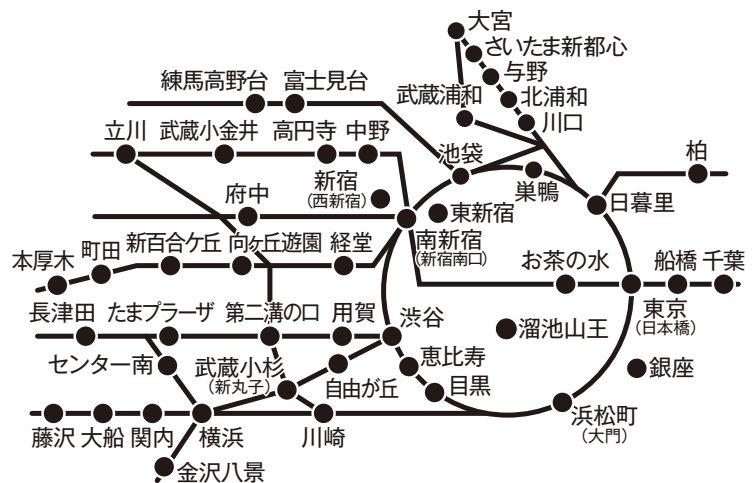 大宮
さいたま新都心
与野
北浦和
川口
武蔵浦和
練馬高野台
富士見台
立川
武蔵小金井
高円寺
中野
池袋
巣鴨
柏
日暮里
新宿
(西新宿)
東新宿
府中
南新宿
(新宿南口)
本厚木
町田
新百合ケ丘
向ヶ丘遊園
経堂
お茶の水
船橋
千葉
東京
(日本橋)
長津田
たまプラーザ
第二溝の口
用賀
渋谷
溜池山王
センター南
武蔵小杉
(新丸子)
自由が丘
恵比寿
目黒
銀座
浜松町
(大門)
藤沢
大船
関内
横浜
川崎
金沢八景